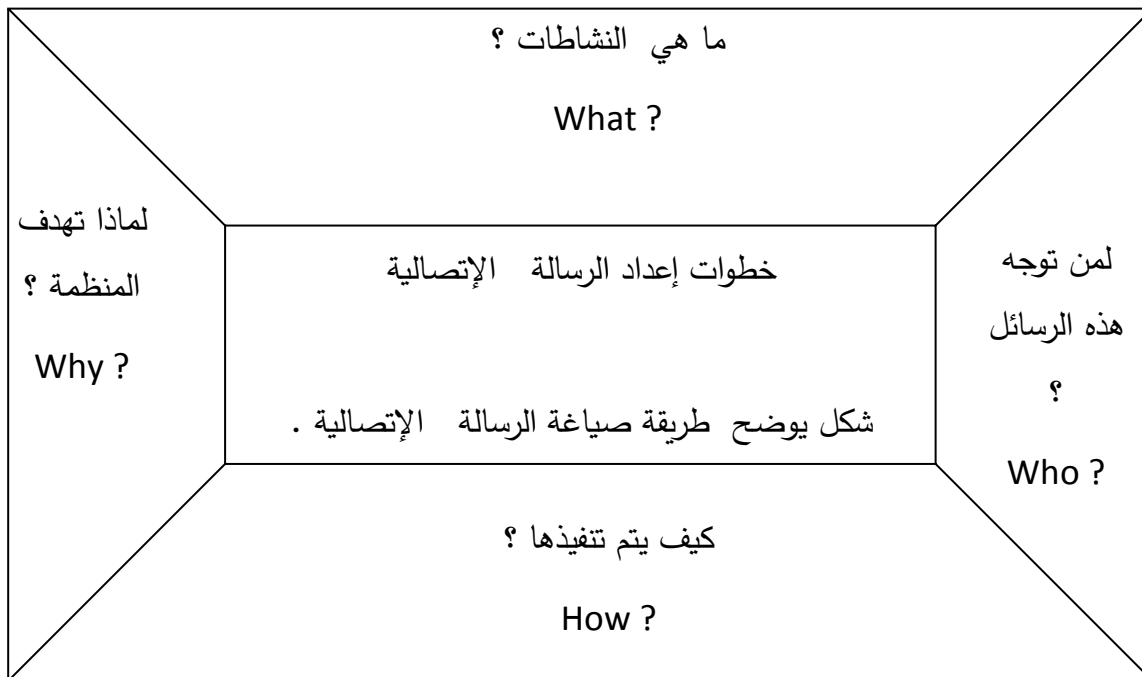 ما هي النشاطات ؟
What ?
لمن توجه
هذه الرسائل
؟
Who ?
خطوات إعداد الرسالة الإتصالية
شكل يوضح طريقة صياغة الرسالة الإتصالية .
لماذا تهدف
المنظمة ؟
Why ?
كيف يتم تنفيذها ؟
How ?